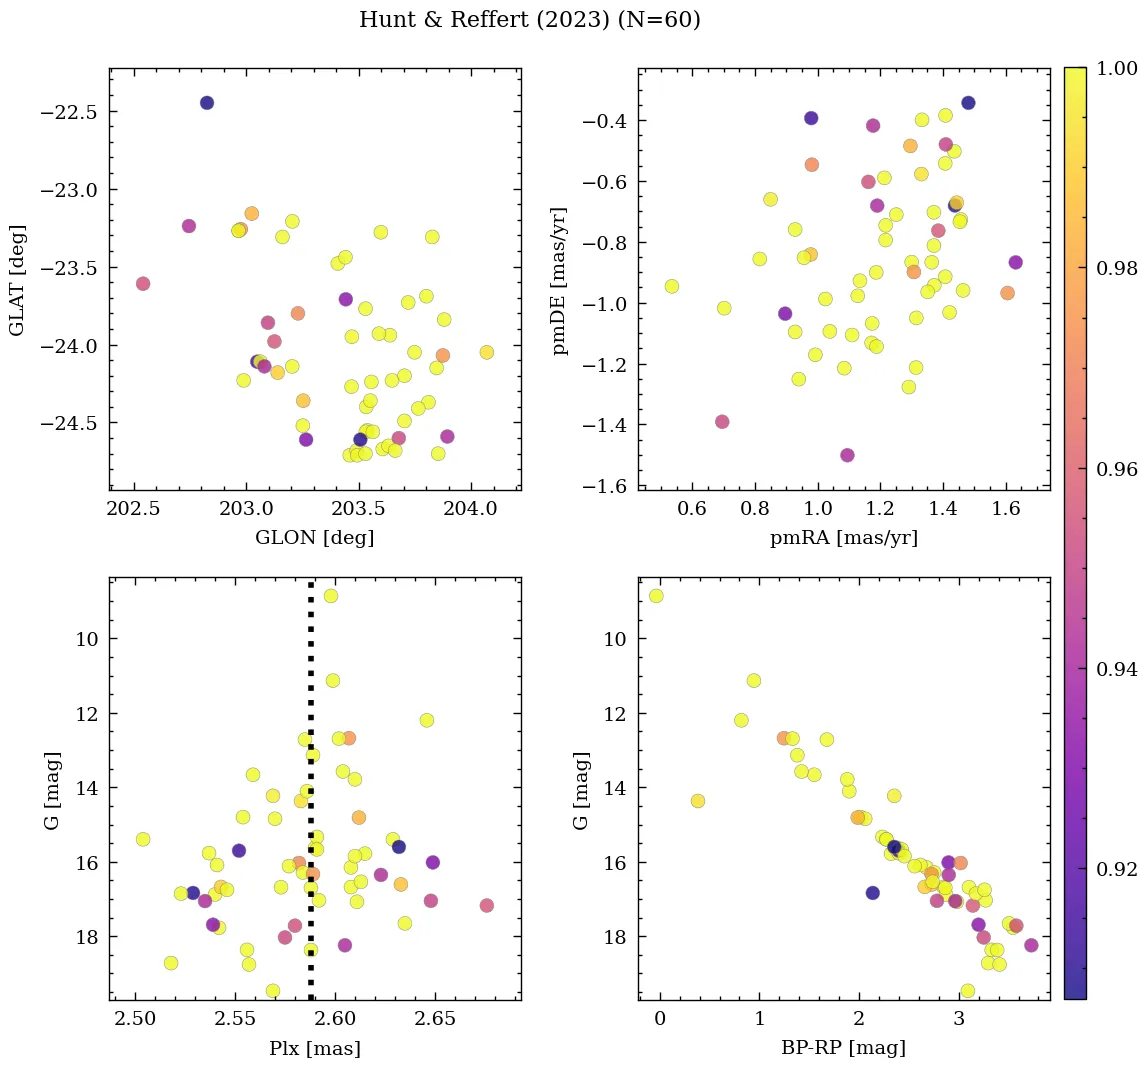 Hunt & Reffert (2023) (N=60)
−22.5
−23.0
−23.5
−24.0
−24.5
GLAT [deg]
202.5 203.0 203.5 204.0
GLON [deg]
−0.4
−0.6
−0.8
−1.0
−1.2
−1.4
−1.6
pmDE [mas/yr]
0.6 0.8 1.0 1.2 1.4 1.6
pmRA [mas/yr]
10
12
14
16
18
G [mag]
2.50 2.55 2.60 2.65
Plx [mas]
10
12
14
16
18
G [mag]
0 1 2 3
BP-RP [mag]
1.00
0.98
0.96
0.94
0.92